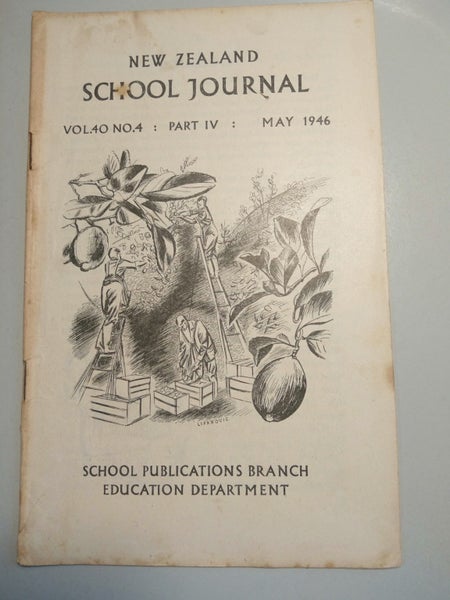 NEW ZEALAND
SCHOOL JOURNAL
VOL.40 NO.4 : PART IV : MAY 1946
SCHOOL PUBLICATIONS BRANCH
EDUCATION DEPARTMENT